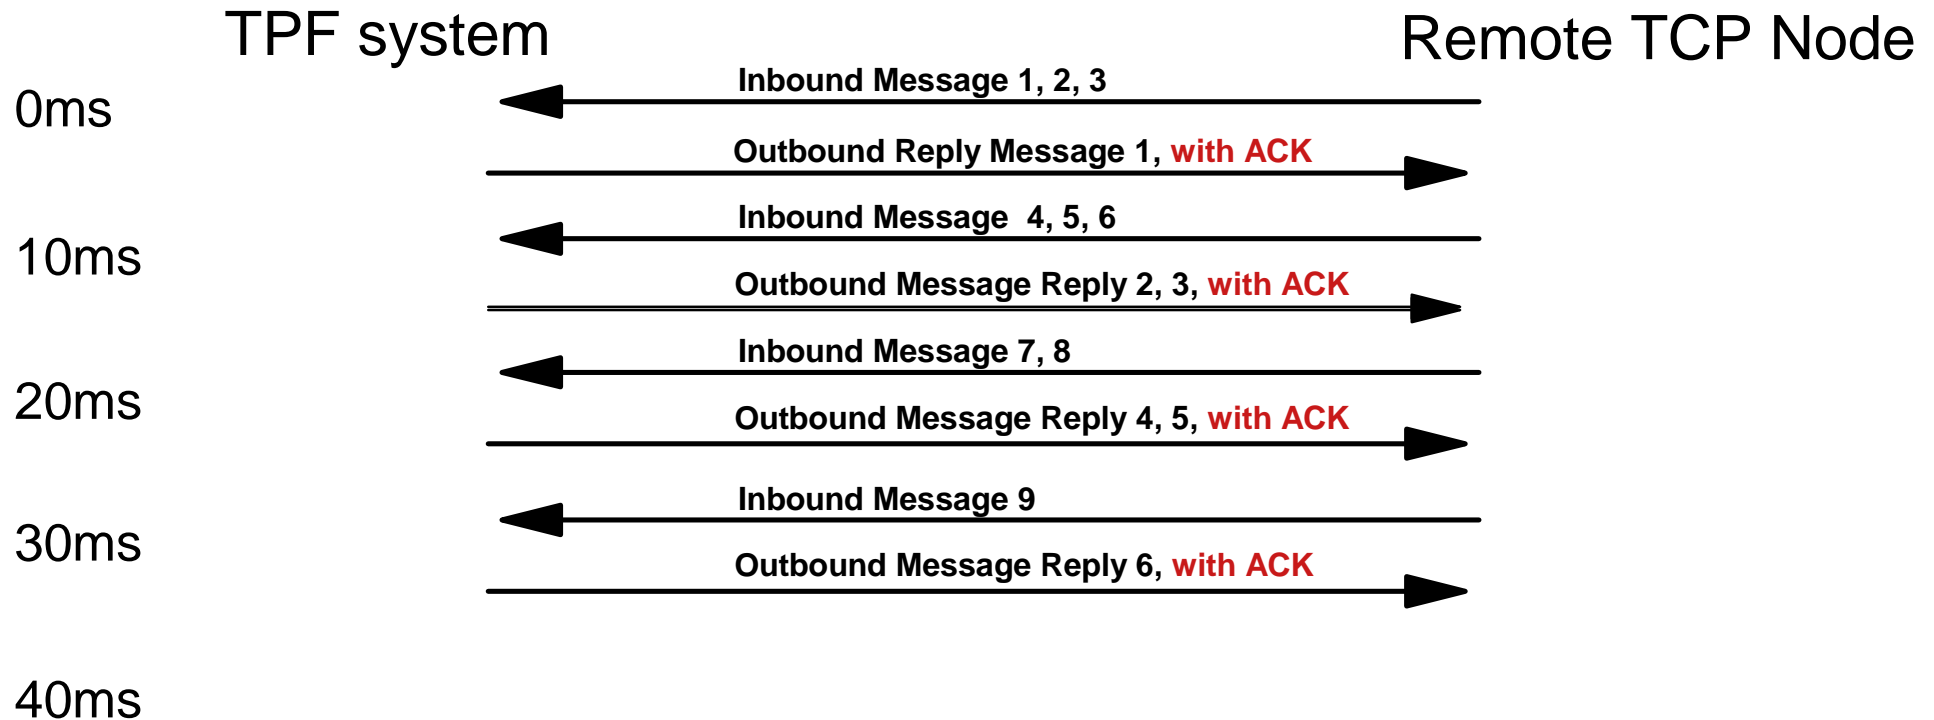 TPF system
Remote TCP Node
Inbound Message 1, 2, 3
0ms
Outbound Reply Message 1, with ACK
Inbound Message  4, 5, 6
10ms
Outbound Message Reply 2, 3, with ACK
Inbound Message 7, 8
20ms
Outbound Message Reply 4, 5, with ACK
Inbound Message 9
30ms
Outbound Message Reply 6, with ACK
40ms